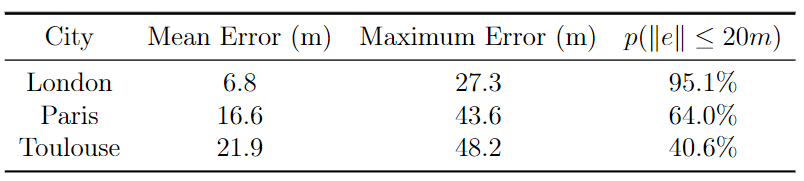 City Mean Error (m) Maximum Error (m) p(‖e‖ ≤ 20m)
London 6.8 27.3 95.1%
Paris 16.6 43.6 64.0%
Toulouse 21.9 48.2 40.6%